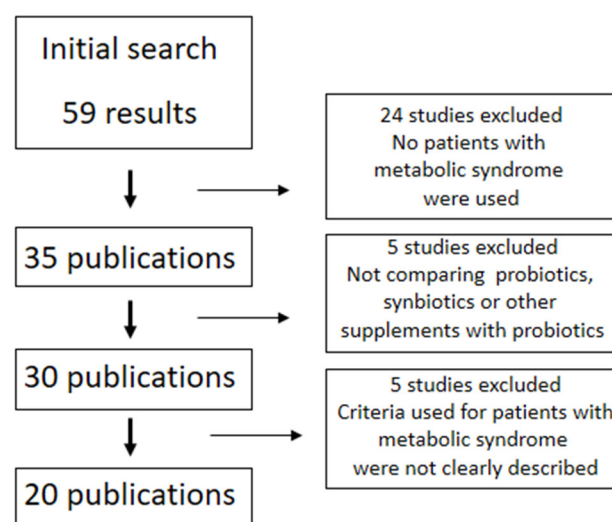 Initial search
59 results
24 studies excluded
No patients with
metabolic syndrome
were used
35 publications
5 studies excluded
Not comparing probiotics,
synbiotics or other
supplements with probiotics
30 publications
5 studies excluded
Criteria used for patients with
metabolic syndrome
were not clearly described
20 publications